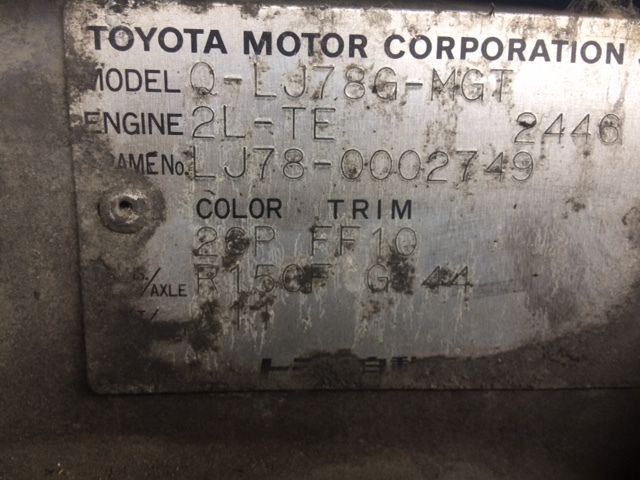 TOYOTA MOTOR CORPORATION
MODEL Q-LJ78G-MGT
ENGINE 2L-TE 2446
FRAME No. LJ78-0002749
COLOR TRIM
FF10
/AXLE R150F